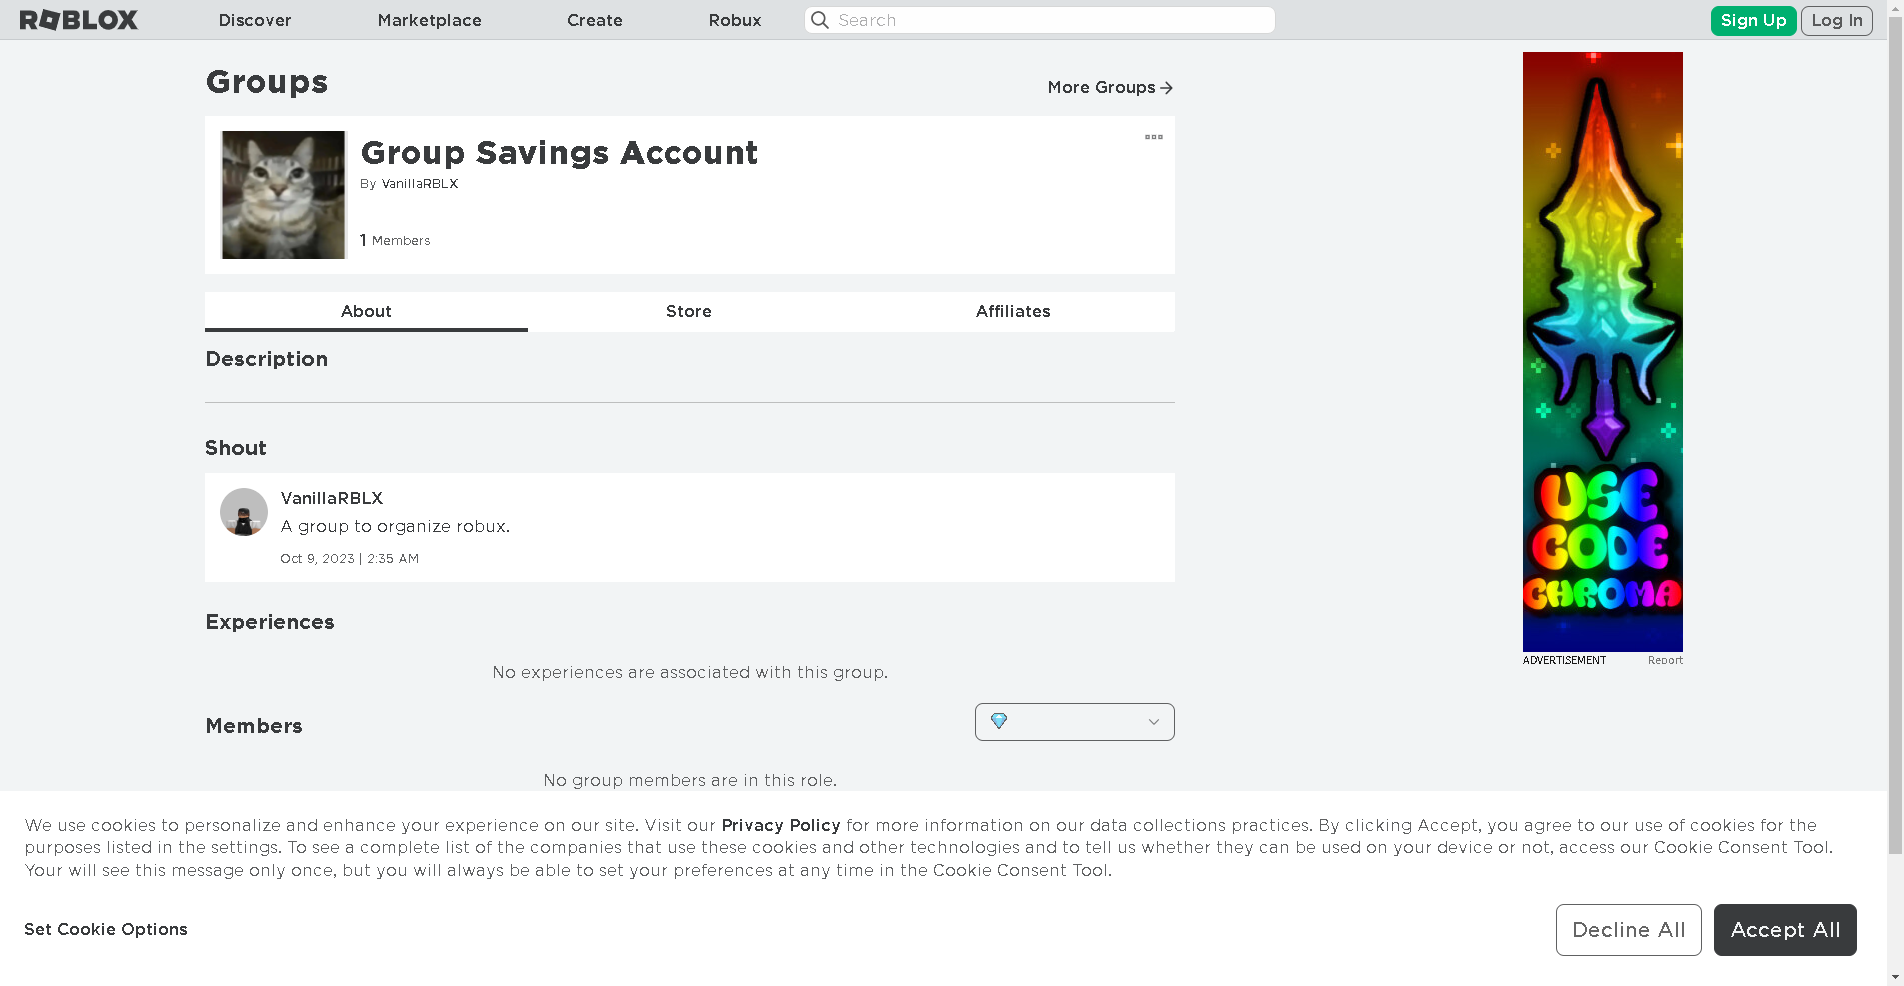 ROBLOX
Discover
Marketplace
Create
Robux
Search
Sign Up
Log In
Groups
More Groups
Group Savings Account
By VanillaRBLX
1 Members
About
Store
Affiliates
Description
Shout
VanillaRBLX
A group to organize robux.
Oct 9, 2023 | 2:35 AM
Experiences
No experiences are associated with this group.
Members
No group members are in this role.
USE
CODE
CHROMA
ADVERTISEMENT
Report
We use cookies to personalize and enhance your experience on our site. Visit our Privacy Policy for more information on our data collections practices. By clicking Accept, you agree to our use of cookies for the
purposes listed in the settings. To see a complete list of the companies that use these cookies and other technologies and to tell us whether they can be used on your device or not, access our Cookie Consent Tool.
Your will see this message only once, but you will always be able to set your preferences at any time in the Cookie Consent Tool.
Set Cookie Options
Decline All
Accept All